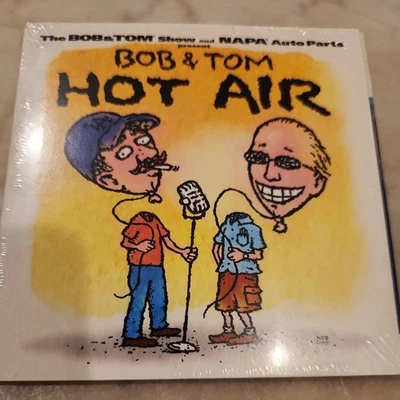 The BOB&TOM Show and NAPA Auto Parts
present
BOB & TOM
HOT AIR